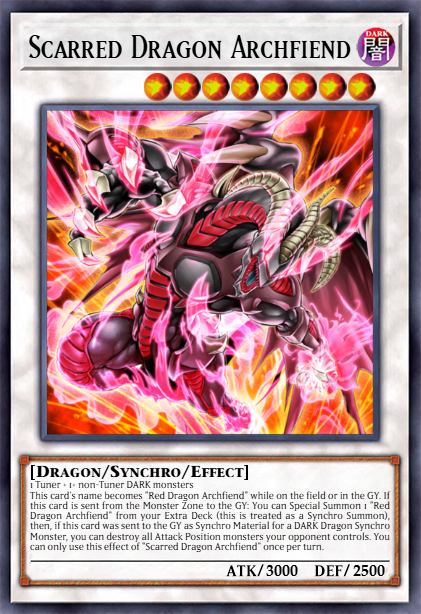 SCARRED DRAGON ARCHFIEND
DARK
闇
[DRAGON/SYNCHRO/EFFECT]
1 Tuner + 1+ non-Tuner DARK monsters
This card's name becomes "Red Dragon Archfiend" while on the field or in the GY. If
this card is sent from the Monster Zone to the GY: You can Special Summon 1 "Red
Dragon Archfiend" from your Extra Deck (this is treated as a Synchro Summon),
then, if this card was sent to the GY as Synchro Material for a DARK Dragon Synchro
Monster, you can destroy all Attack Position monsters your opponent controls. You
can only use this effect of "Scarred Dragon Archfiend" once per turn.
ATK/3000 DEF/2500